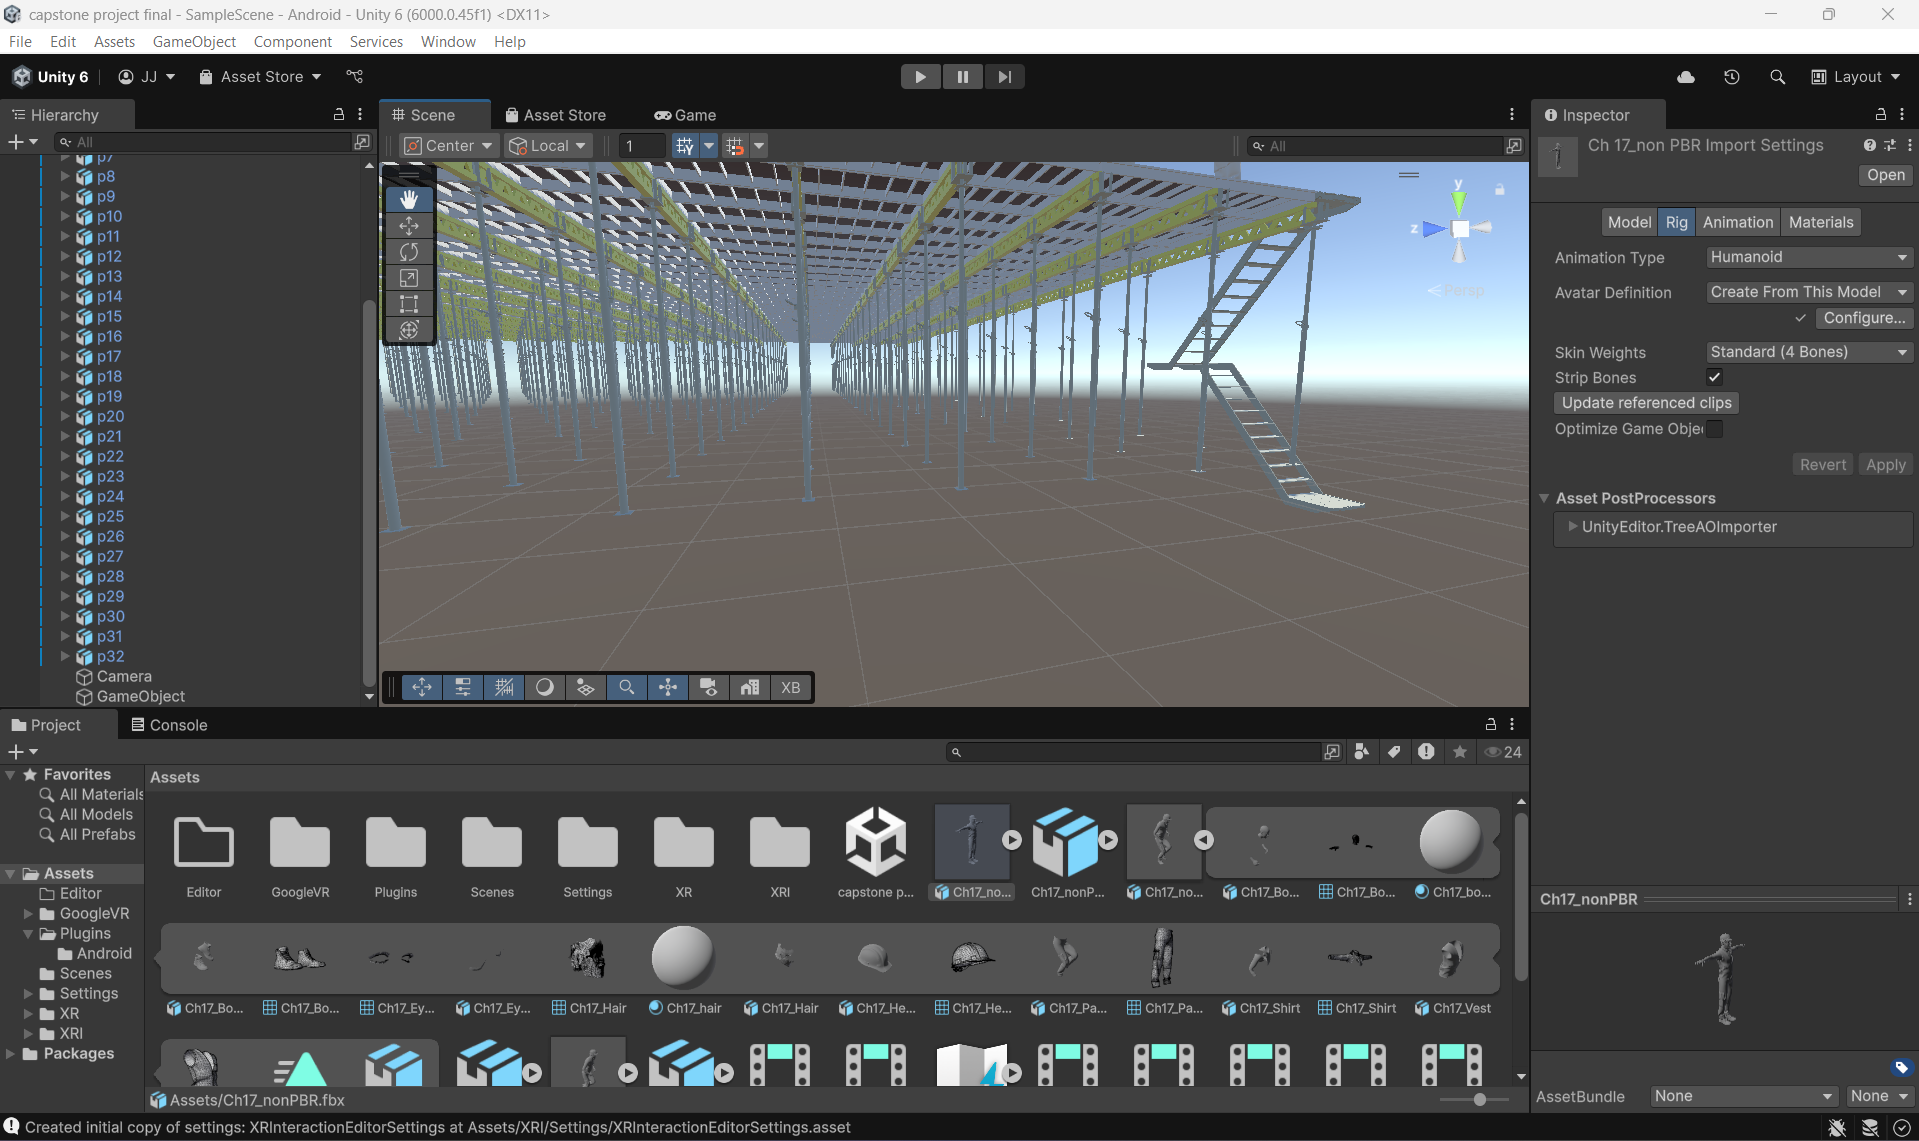 capstone project final - SampleScene - Android - Unity 6 (6000.0.45f1) <DX11>
File Edit Assets GameObject Component Services Window Help
Unity 6 JJ Asset Store Layout
Hierarchy
All
p7
p8
p9
p10
p11
p12
p13
p14
p15
p16
p17
p18
p19
p20
p21
p22
p23
p24
p25
p26
p27
p28
p29
p30
p31
p32
Camera
GameObject
Scene Asset Store Game
Center Local 1 All
y
z
Persp
XB
Inspector
Ch 17_non PBR Import Settings
Open
Model Rig Animation Materials
Animation Type Humanoid
Avatar Definition Create From This Model
Configure...
Skin Weights Standard (4 Bones)
Strip Bones
Update referenced clips
Optimize Game Obje
Revert Apply
Asset PostProcessors
UnityEditor.TreeAOImporter
Project Console
24
Favorites
All Materials
All Models
All Prefabs
Assets
Editor
GoogleVR
Plugins
Android
Scenes
Settings
XR
XRI
Packages
Assets
Editor GoogleVR Plugins Scenes Settings XR XRI capstone p... Ch17_no... Ch17_nonP... Ch17_no... Ch17_Bo... Ch17_Bo... Ch17_bo...
Ch17_Bo... Ch17_Bo... Ch17_Ey... Ch17_Ey... Ch17_Hair Ch17_hair Ch17_Hair Ch17_He... Ch17_He... Ch17_Pa... Ch17_Pa... Ch17_Shirt Ch17_Shirt Ch17_Vest
Assets/Ch17_nonPBR.fbx
Ch17_nonPBR
AssetBundle None None
Created initial copy of settings: XRInteractionEditorSettings at Assets/XRI/Settings/XRInteractionEditorSettings.asset